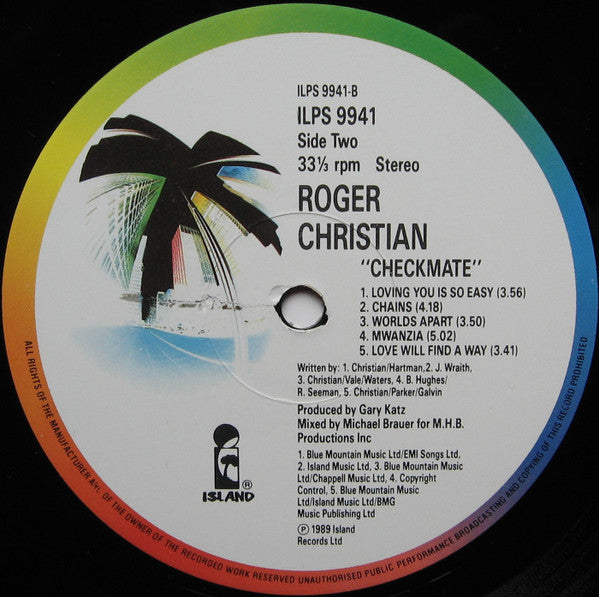 ILPS 9941-B
ILPS 9941
Side Two
33⅓ rpm Stereo
ROGER
CHRISTIAN
"CHECKMATE"
1. LOVING YOU IS SO EASY (3.56)
2. CHAINS (4.18)
3. WORLDS APART (3.50)
4. MWANZIA (5.02)
5. LOVE WILL FIND A WAY (3.41)
Written by: 1. Christian/Hartman, 2. J. Wraith,
3. Christian/Vale/Waters, 4. B. Hughes/
R. Seeman, 5. Christian/Parker/Galvin
Produced by Gary Katz
Mixed by Michael Brauer for M.H.B.
Productions Inc
1. Blue Mountain Music Ltd/EMI Songs Ltd,
2. Island Music Ltd, 3. Blue Mountain Music
Ltd/Chappell Music Ltd, 4. Copyright
Control, 5. Blue Mountain Music
Ltd/Island Music Ltd/BMG
Music Publishing Ltd
℗ 1989 Island
Records Ltd
ISLAND®
ALL RIGHTS OF THE MANUFACTURER AND OF THE OWNER OF THE RECORDED WORK RESERVED UNAUTHORISED PUBLIC PERFORMANCE BROADCASTING AND COPYING OF THIS RECORD PROHIBITED